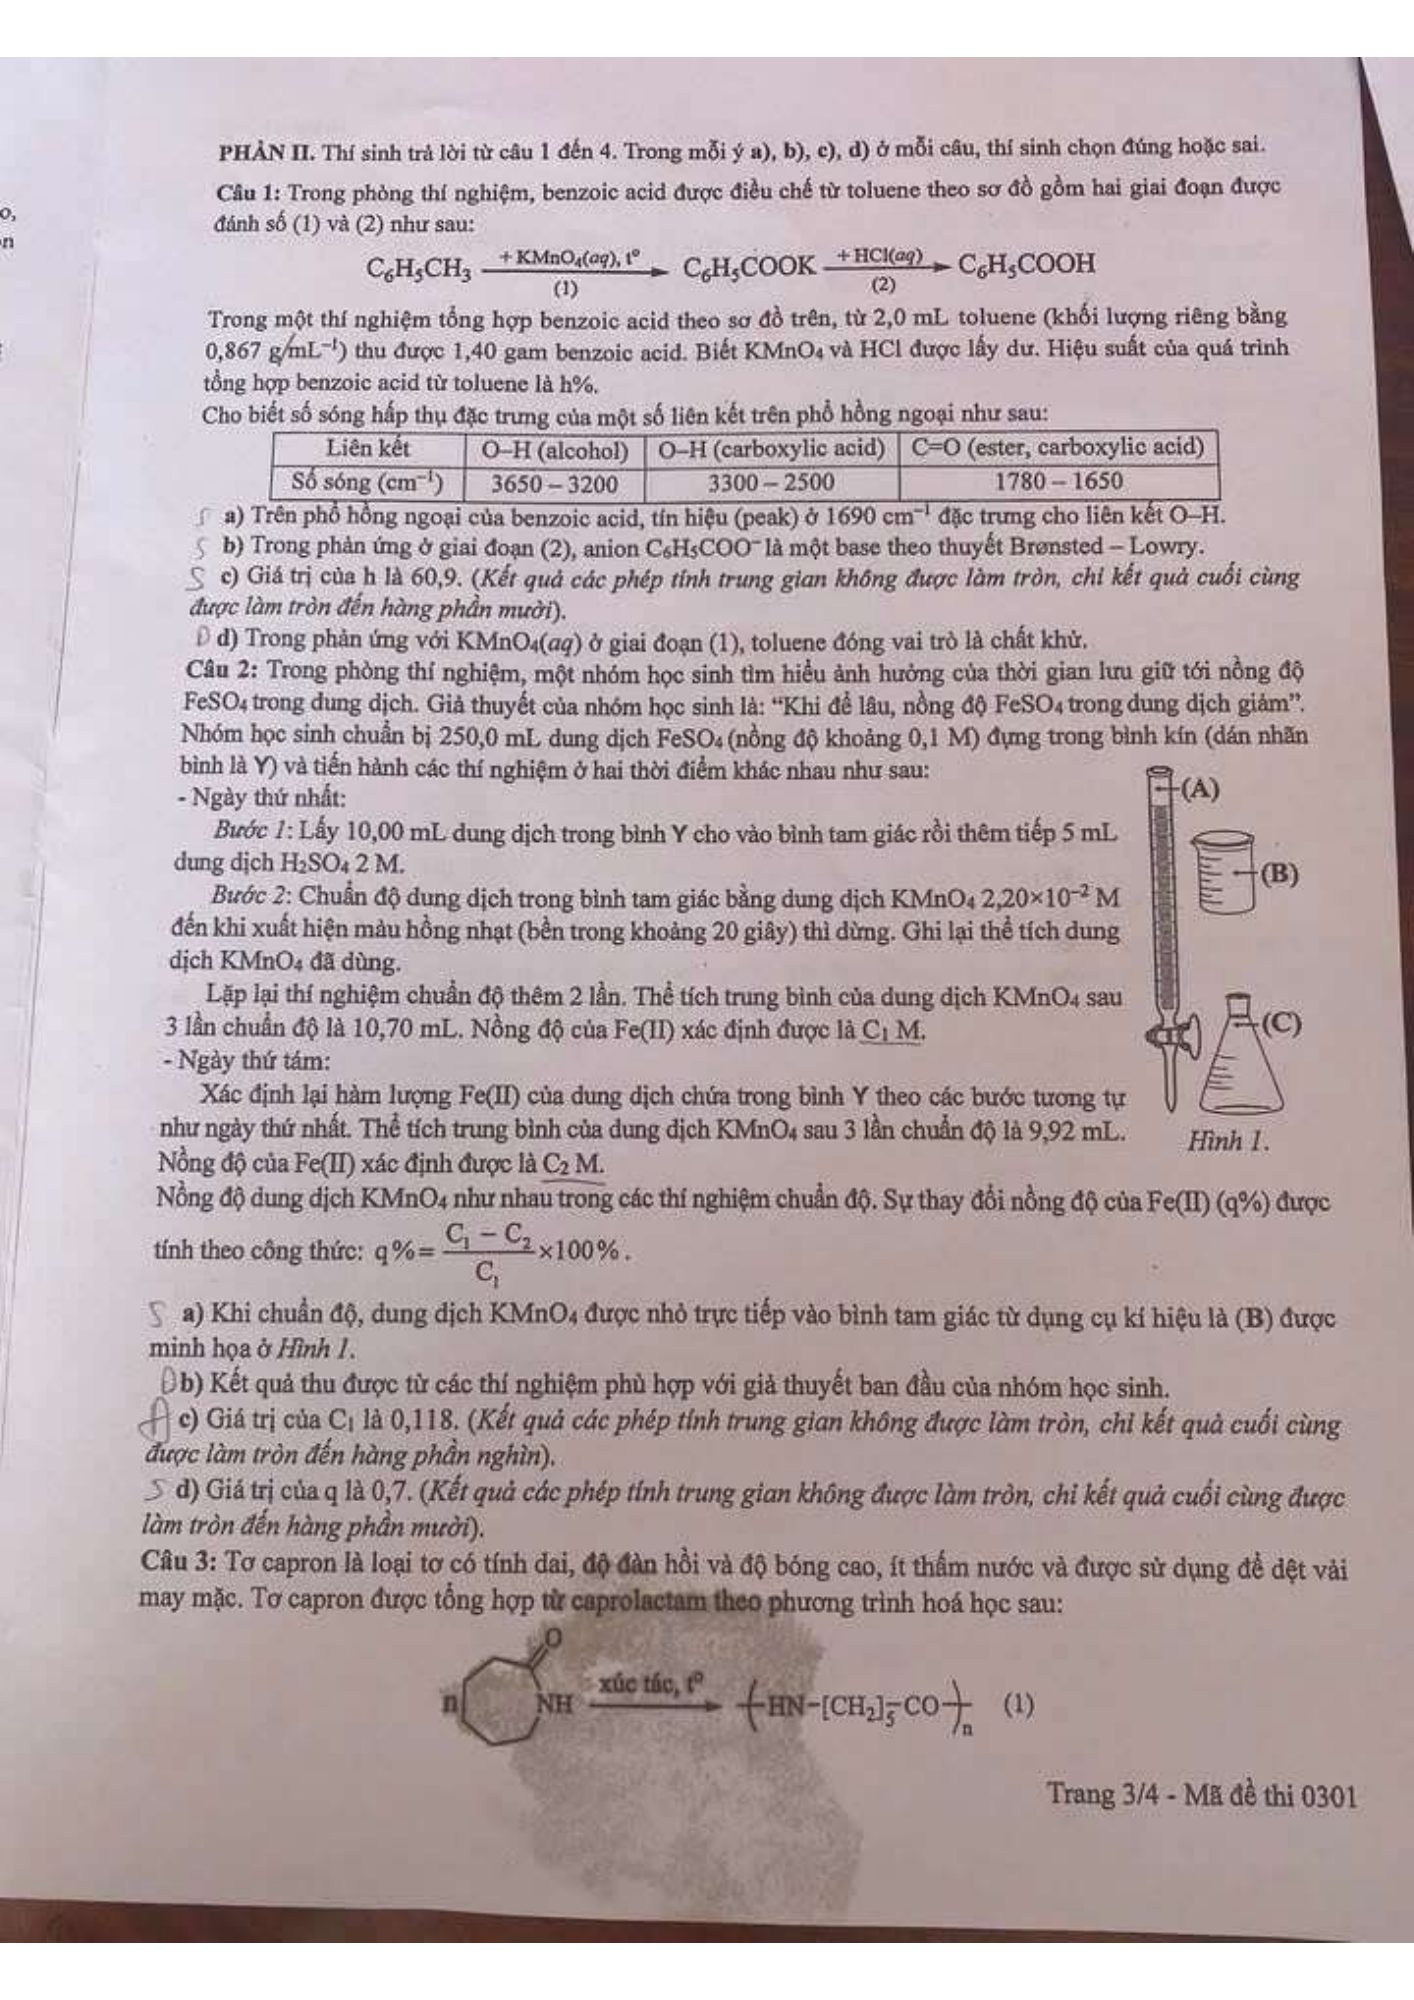 o,
on
PHẦN II. Thí sinh trả lời từ câu 1 đến 4. Trong mỗi ý a), b), c), d) ở mỗi câu, thí sinh chọn đúng hoặc sai.
Câu 1: Trong phòng thí nghiệm, benzoic acid được điều chế từ toluene theo sơ đồ gồm hai giai đoạn được
đánh số (1) và (2) như sau:
C₆H₅CH₃ + KMnO₄(aq), tº (1) → C₆H₅COOK + HCl(aq) (2) → C₆H₅COOH
Trong một thí nghiệm tổng hợp benzoic acid theo sơ đồ trên, từ 2,0 mL toluene (khối lượng riêng bằng
0,867 g/mL⁻¹) thu được 1,40 gam benzoic acid. Biết KMnO₄ và HCl được lấy dư. Hiệu suất của quá trình
tổng hợp benzoic acid từ toluene là h%.
Cho biết số sóng hấp thụ đặc trưng của một số liên kết trên phổ hồng ngoại như sau:
Liên kết O–H (alcohol) O–H (carboxylic acid) C=O (ester, carboxylic acid)
Số sóng (cm⁻¹) 3650 – 3200 3300 – 2500 1780 – 1650
S a) Trên phổ hồng ngoại của benzoic acid, tín hiệu (peak) ở 1690 cm⁻¹ đặc trưng cho liên kết O–H.
S b) Trong phản ứng ở giai đoạn (2), anion C₆H₅COO⁻ là một base theo thuyết Brønsted – Lowry.
S c) Giá trị của h là 60,9. (Kết quả các phép tính trung gian không được làm tròn, chỉ kết quả cuối cùng
được làm tròn đến hàng phần mười).
D d) Trong phản ứng với KMnO₄(aq) ở giai đoạn (1), toluene đóng vai trò là chất khử.
Câu 2: Trong phòng thí nghiệm, một nhóm học sinh tìm hiểu ảnh hưởng của thời gian lưu giữ tới nồng độ
FeSO₄ trong dung dịch. Giả thuyết của nhóm học sinh là: “Khi để lâu, nồng độ FeSO₄ trong dung dịch giảm”.
Nhóm học sinh chuẩn bị 250,0 mL dung dịch FeSO₄ (nồng độ khoảng 0,1 M) đựng trong bình kín (dán nhãn
bình là Y) và tiến hành các thí nghiệm ở hai thời điểm khác nhau như sau:
- Ngày thứ nhất:
Bước 1: Lấy 10,00 mL dung dịch trong bình Y cho vào bình tam giác rồi thêm tiếp 5 mL
dung dịch H₂SO₄ 2 M.
Bước 2: Chuẩn độ dung dịch trong bình tam giác bằng dung dịch KMnO₄ 2,20×10⁻² M
đến khi xuất hiện màu hồng nhạt (bền trong khoảng 20 giây) thì dừng. Ghi lại thể tích dung
dịch KMnO₄ đã dùng.
Lặp lại thí nghiệm chuẩn độ thêm 2 lần. Thể tích trung bình của dung dịch KMnO₄ sau
3 lần chuẩn độ là 10,70 mL. Nồng độ của Fe(II) xác định được là C₁ M.
- Ngày thứ tám:
Xác định lại hàm lượng Fe(II) của dung dịch chứa trong bình Y theo các bước tương tự
như ngày thứ nhất. Thể tích trung bình của dung dịch KMnO₄ sau 3 lần chuẩn độ là 9,92 mL.
Nồng độ của Fe(II) xác định được là C₂ M.
(A)
(B)
(C)
Hình 1.
Nồng độ dung dịch KMnO₄ như nhau trong các thí nghiệm chuẩn độ. Sự thay đổi nồng độ của Fe(II) (q%) được
tính theo công thức: q% = (C₁ – C₂)/C₁ ×100% .
S a) Khi chuẩn độ, dung dịch KMnO₄ được nhỏ trực tiếp vào bình tam giác từ dụng cụ kí hiệu là (B) được
minh họa ở Hình 1.
D b) Kết quả thu được từ các thí nghiệm phù hợp với giả thuyết ban đầu của nhóm học sinh.
c) Giá trị của C₁ là 0,118. (Kết quả các phép tính trung gian không được làm tròn, chỉ kết quả cuối cùng
được làm tròn đến hàng phần nghìn).
S d) Giá trị của q là 0,7. (Kết quả các phép tính trung gian không được làm tròn, chỉ kết quả cuối cùng được
làm tròn đến hàng phần mười).
Câu 3: Tơ capron là loại tơ có tính dai, độ đàn hồi và độ bóng cao, ít thấm nước và được sử dụng để dệt vải
may mặc. Tơ capron được tổng hợp từ caprolactam theo phương trình hoá học sau:
n O NH xúc tác, tº → (HN–[CH₂]₅–CO)n (1)
Trang 3/4 - Mã đề thi 0301